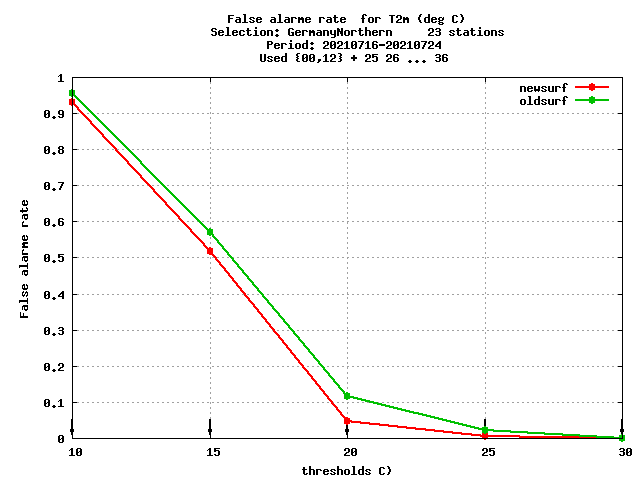 False alarme rate  for T2m (deg C)
Selection: GermanyNorthern     23 stations
Period: 20210716-20210724
Used {00,12} + 25 26 ... 36
newsurf
oldsurf
1
0.9
0.8
0.7
0.6
0.5
0.4
0.3
0.2
0.1
0
False alarme rate
10 15 20 25 30
thresholds C)